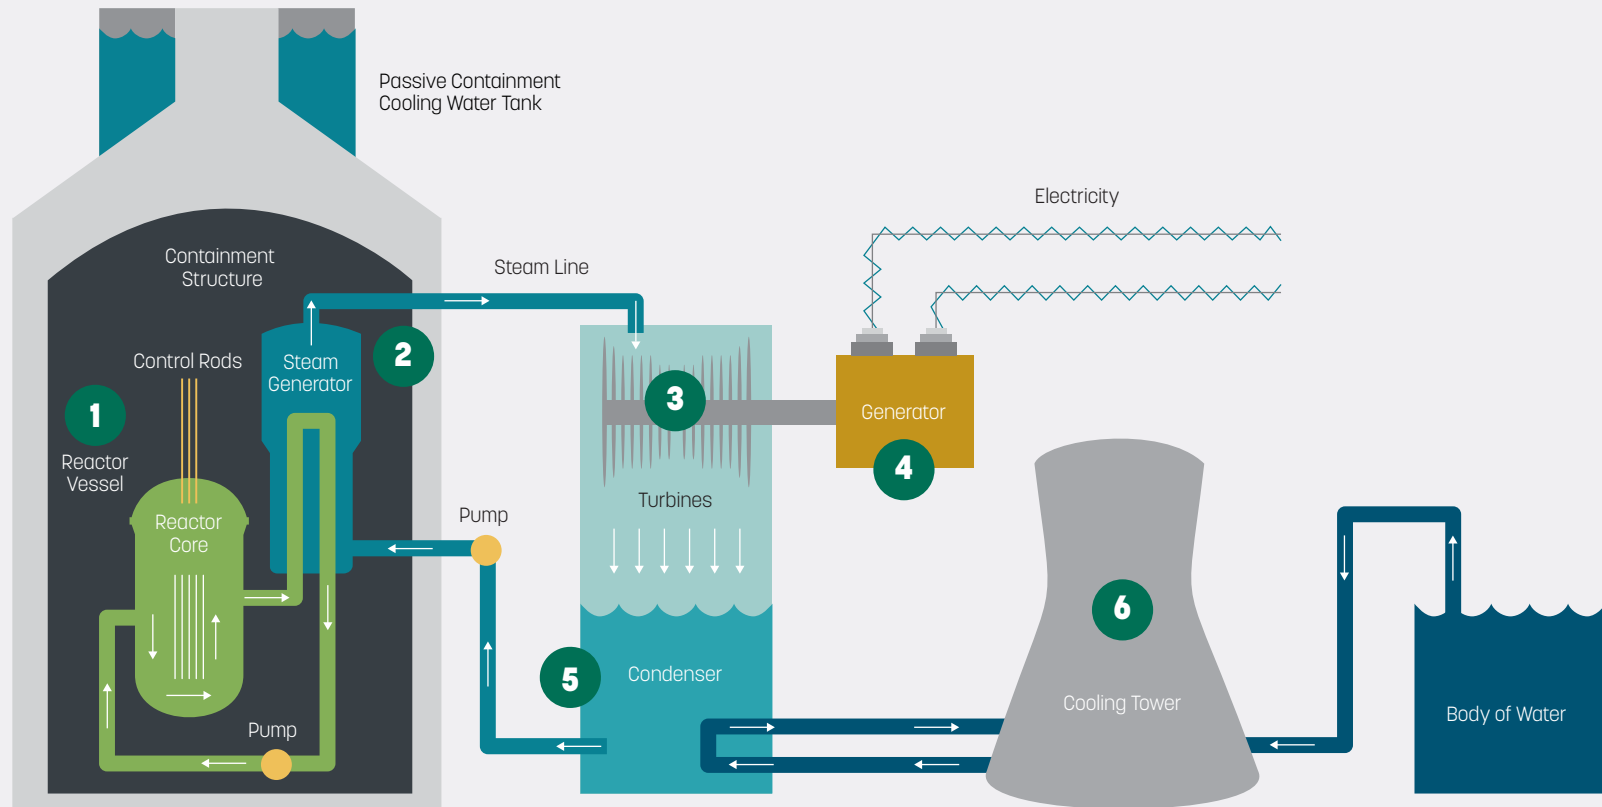 Passive Containment
Cooling Water Tank
Electricity
Containment
Structure
Steam Line
Control Rods
2
Steam
Generator
1
3
Generator
Reactor
Vessel
4
Turbines
Pump
Reactor
Core
6
5
Condenser
Cooling Tower
Body of Water
Pump